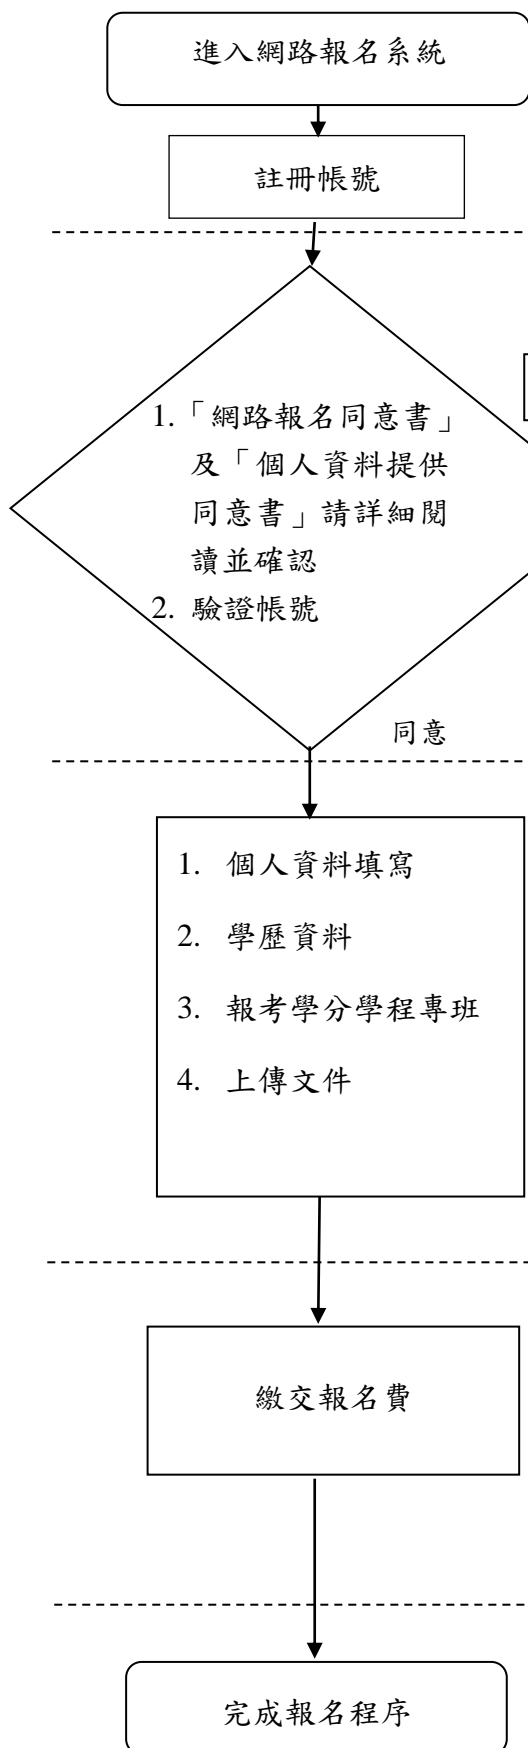 進入網路報名系統
註冊帳號
1.「網路報名同意書」
及「個人資料提供
同意書」請詳細閱
讀並確認
2. 驗證帳號
同意
1. 個人資料填寫
2. 學歷資料
3. 報考學分學程專班
4. 上傳文件
繳交報名費
完成報名程序